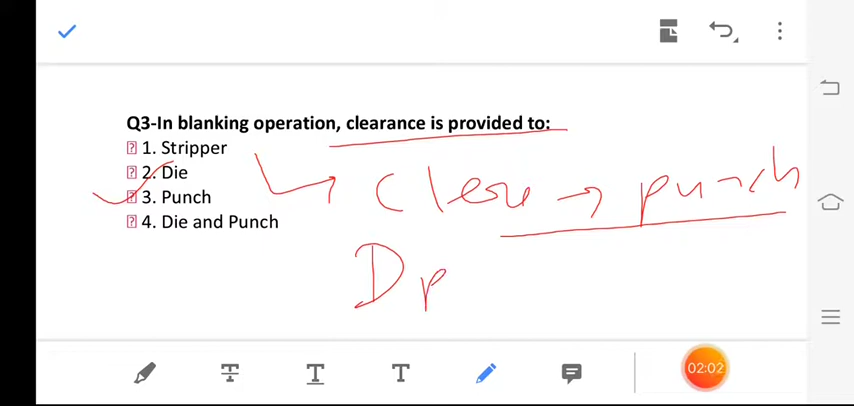 Q3-In blanking operation, clearance is provided to:
1. Stripper
2. Die
3. Punch
4. Die and Punch
→ punch
Dp
T T T
02:02